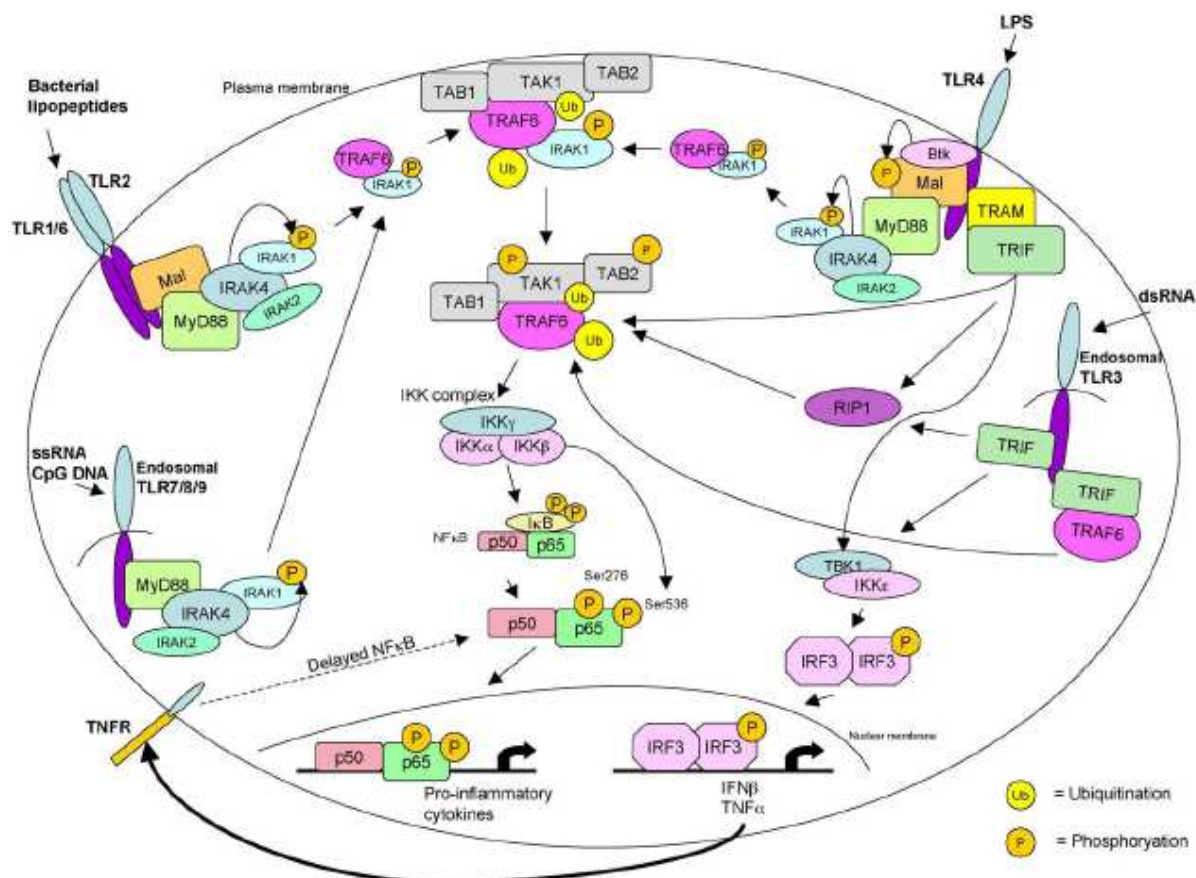 LPS
TLR4
Plasma membrane
TAB1
TAK1
TAB2
Ub
TRAF6
P
IRAK1
Ub
Bacterial
lipopeptides
TLR2
TLR1/6
Mal
MyD88
IRAK4
IRAK1
P
IRAK2
TRAF6
P
IRAK1
TRAF6
P
IRAK1
Btk
P
Mal
MyD88
TRAM
TRIF
P
IRAK1
IRAK4
IRAK2
P
P
TAK1
TAB2
TAB1
Ub
TRAF6
Ub
dsRNA
Endosomal
TLR3
RIP1
TRIF
TRIF
TRAF6
IKK complex
IKKγ
IKKα
IKKβ
P
P
IκB
NFκB
p50
p65
ssRNA
CpG DNA
Endosomal
TLR7/8/9
MyD88
IRAK4
IRAK1
P
IRAK2
TBK1
IKKε
Ser276
P
P
Ser536
p50
p65
Delayed NFκB
IRF3
IRF3
P
TNFR
Nuclear membrane
p50
p65
P
P
Pro-inflammatory
cytokines
IRF3
IRF3
P
IFNβ
TNFα
Ub = Ubiquitination
P = Phosphoryation